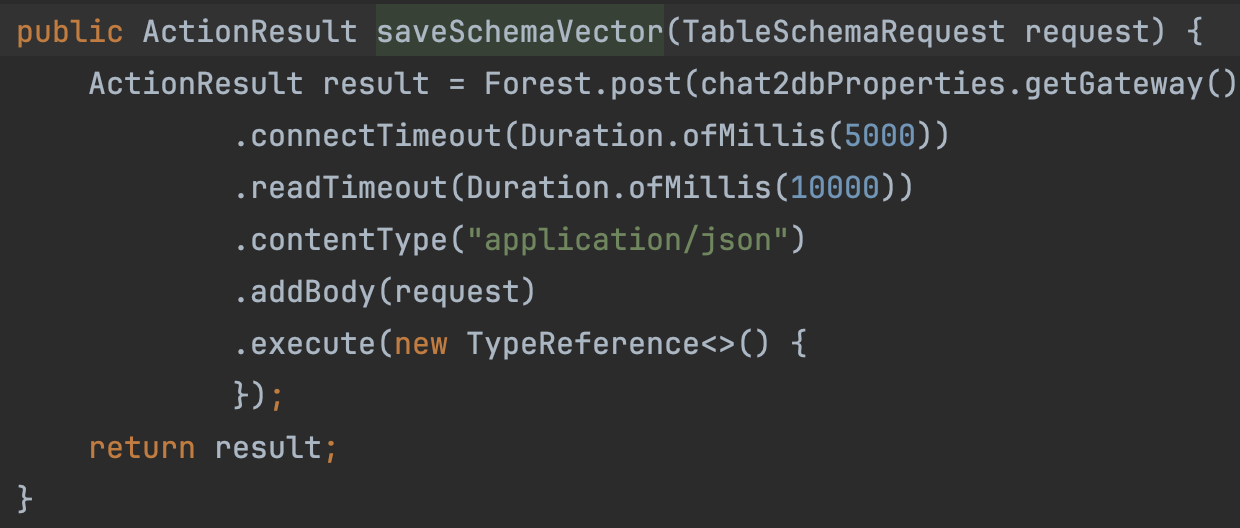 public ActionResult saveSchemaVector(TableSchemaRequest request) {
    ActionResult result = Forest.post(chat2dbProperties.getGateway()
            .connectTimeout(Duration.ofMillis(5000))
            .readTimeout(Duration.ofMillis(10000))
            .contentType("application/json")
            .addBody(request)
            .execute(new TypeReference<>() {
            });
    return result;
}